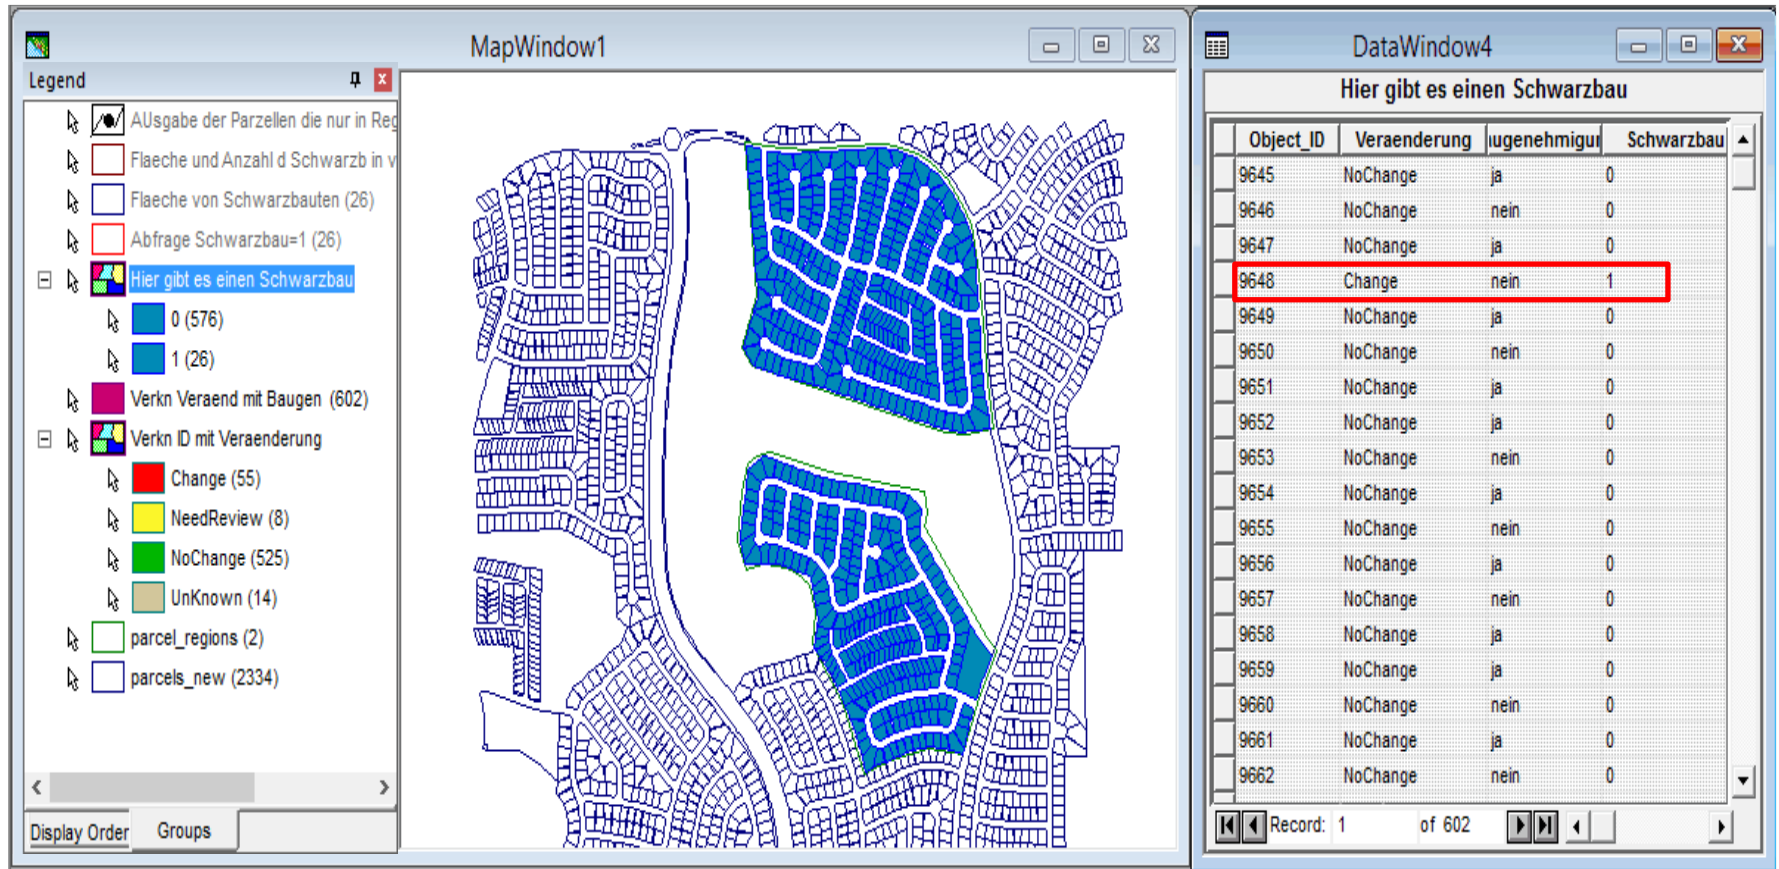 MapWindow1
Legend
AUsgabe der Parzellen die nur in Reg
Flaeche und Anzahl d Schwarzb in v
Flaeche von Schwarzbauten (26)
Abfrage Schwarzbau=1 (26)
Hier gibt es einen Schwarzbau
0 (576)
1 (26)
Verkn Veraend mit Baugen (602)
Verkn ID mit Veraenderung
Change (55)
NeedReview (8)
NoChange (525)
UnKnown (14)
parcel_regions (2)
parcels_new (2334)
Display Order Groups
DataWindow4
Hier gibt es einen Schwarzbau
Object_ID Veraenderung augenehmigun Schwarzbau
9645 NoChange ja 0
9646 NoChange nein 0
9647 NoChange ja 0
9648 Change nein 1
9649 NoChange ja 0
9650 NoChange nein 0
9651 NoChange ja 0
9652 NoChange ja 0
9653 NoChange nein 0
9654 NoChange ja 0
9655 NoChange nein 0
9656 NoChange ja 0
9657 NoChange nein 0
9658 NoChange ja 0
9659 NoChange ja 0
9660 NoChange nein 0
9661 NoChange ja 0
9662 NoChange nein 0
Record: 1 of 602